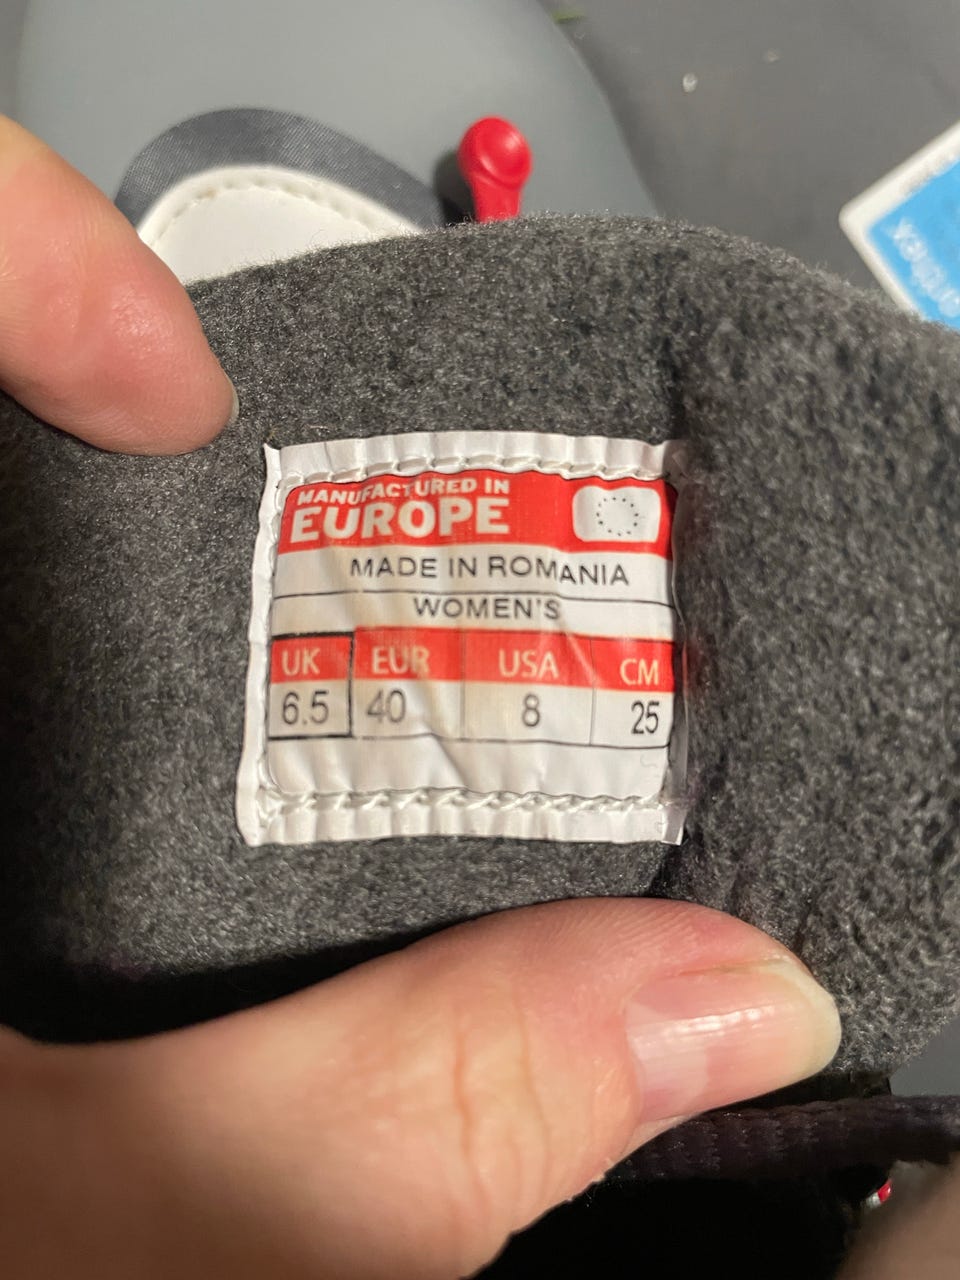 MANUFACTURED IN
EUROPE
MADE IN ROMANIA
WOMEN'S
UK EUR USA CM
6.5 40 8 25